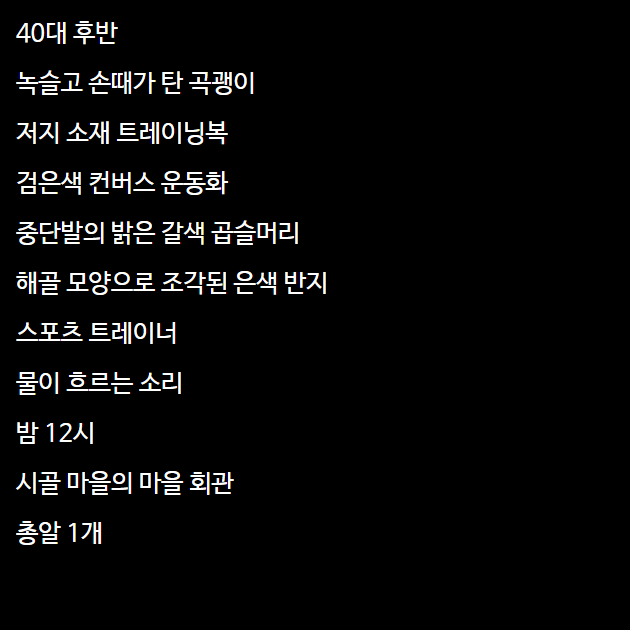 40대 후반
녹슬고 손때가 탄 곡괭이
저지 소재 트레이닝복
검은색 컨버스 운동화
중단발의 밝은 갈색 곱슬머리
해골 모양으로 조각된 은색 반지
스포츠 트레이너
물이 흐르는 소리
밤 12시
시골 마을의 마을 회관
총알 1개